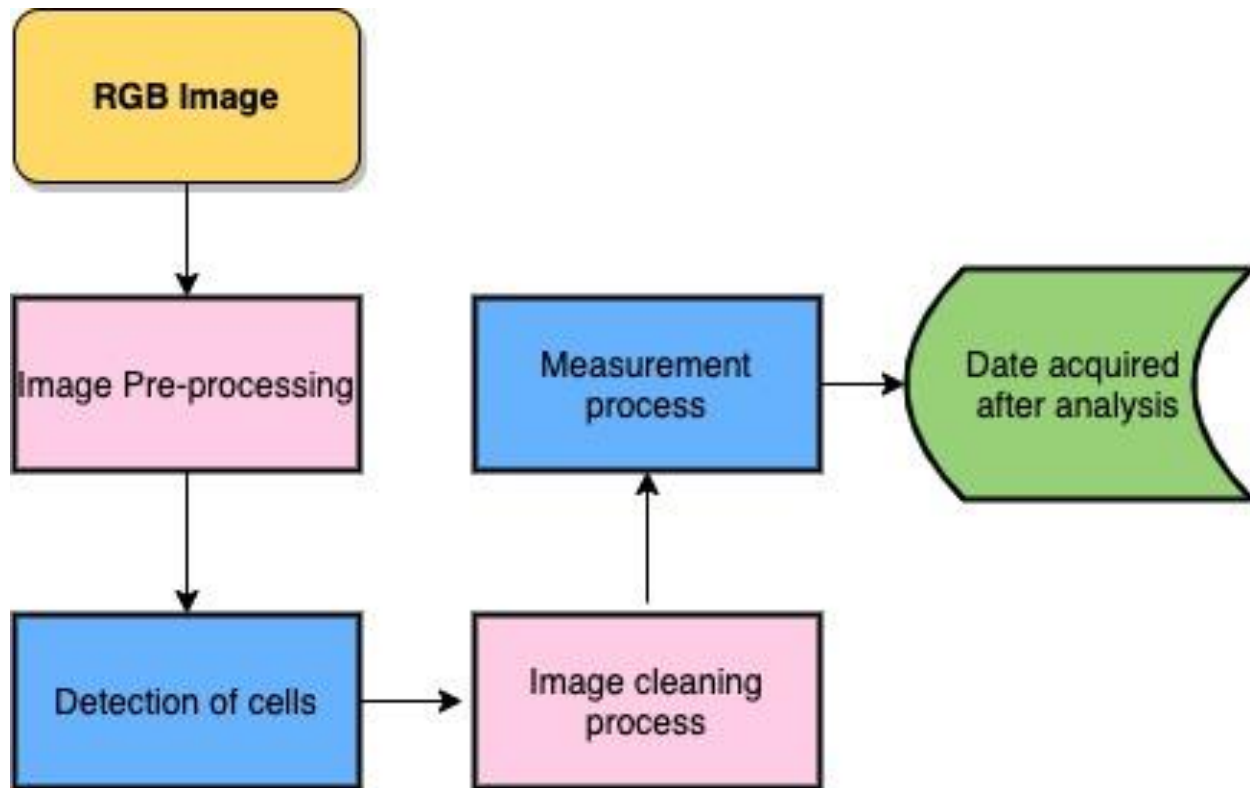 RGB Image
Image Pre-processing
Detection of cells
Image cleaning
process
Measurement
process
Date acquired
after analysis